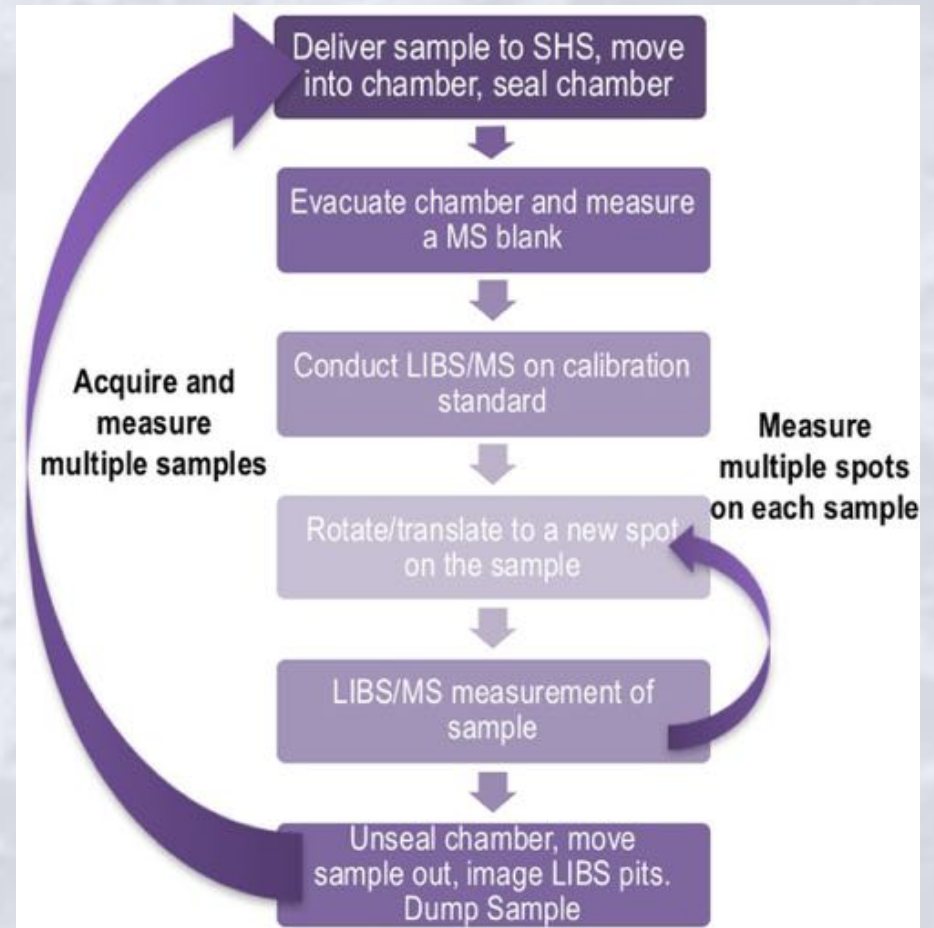 Deliver sample to SHS, move
into chamber, seal chamber
Evacuate chamber and measure
a MS blank
Conduct LIBS/MS on calibration
standard
Acquire and
measure
multiple samples
Measure
multiple spots
on each sample
Rotate/translate to a new spot
on the sample
LIBS/MS measurement of
sample
Unseal chamber, move
sample out, image LIBS pits.
Dump Sample